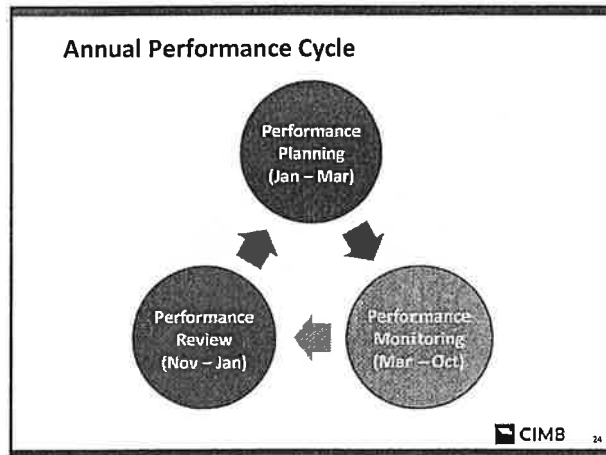 Annual Performance Cycle
Performance
Planning
(Jan – Mar)
Performance
Review
(Nov – Jan)
Performance
Monitoring
(Mar – Oct)
CIMB
24